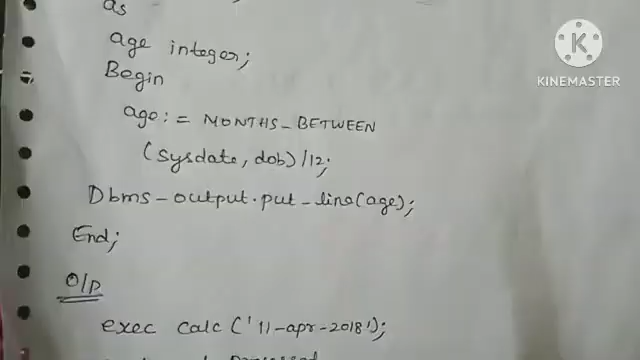 as
age integer;
Begin
age:= MONTHS_BETWEEN
(sysdate, dob)/12;
Dbms_output.put_line(age);
End;
O/p
exec calc ('11-apr-2018');
K
KINEMASTER